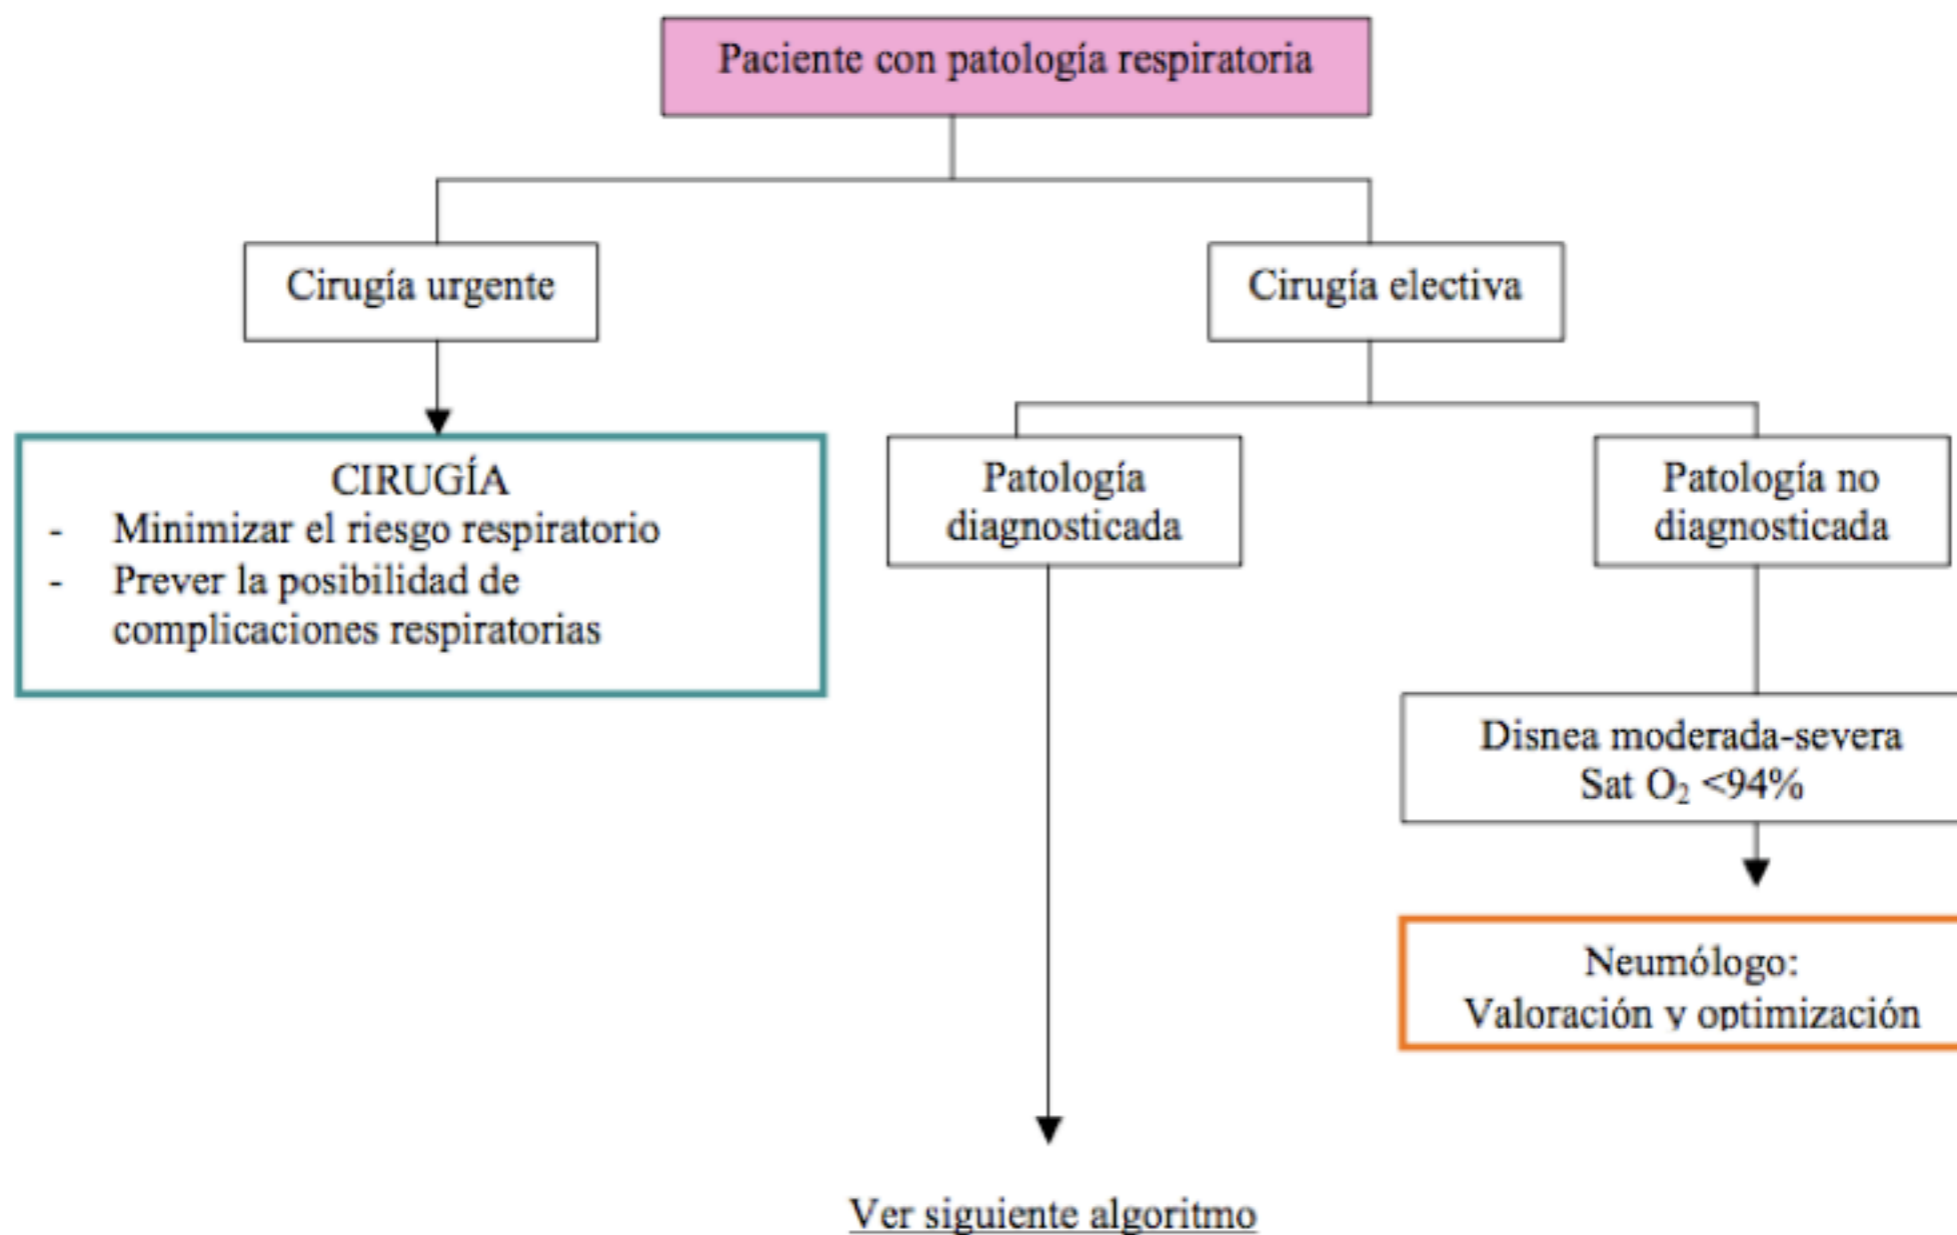 Paciente con patología respiratoria
Cirugía urgente
Cirugía electiva
CIRUGÍA
- Minimizar el riesgo respiratorio
- Prever la posibilidad de
complicaciones respiratorias
Patología
diagnosticada
Patología no
diagnosticada
Disnea moderada-severa
Sat O₂ <94%
Neumólogo:
Valoración y optimización
Ver siguiente algoritmo